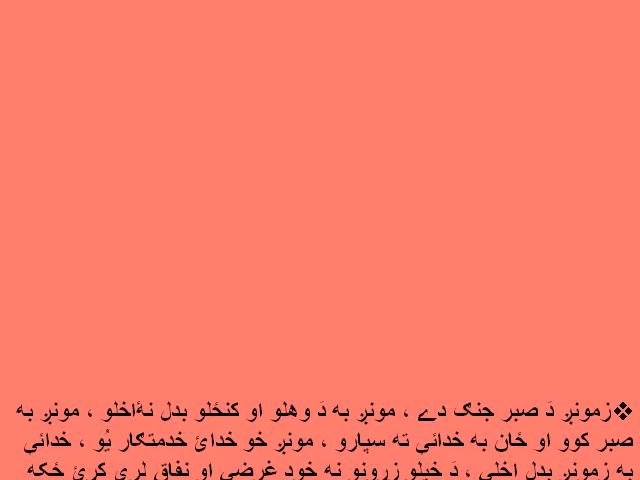 ❖زمونږ دَ صبر جنګ دے ، مونږ به دَ وهلو او کنځلو بدل نهٔ‌اخلو ، مونږ به
صبر کوو او ځان به خدائي ته سپارو ، مونږ خو خدائ خدمتګار يُو ، خدائي
به زمونږ بدل اخلي ، دَ خپلو زړونو نه خود غرضي او نفاق لرې کړئ ځکه